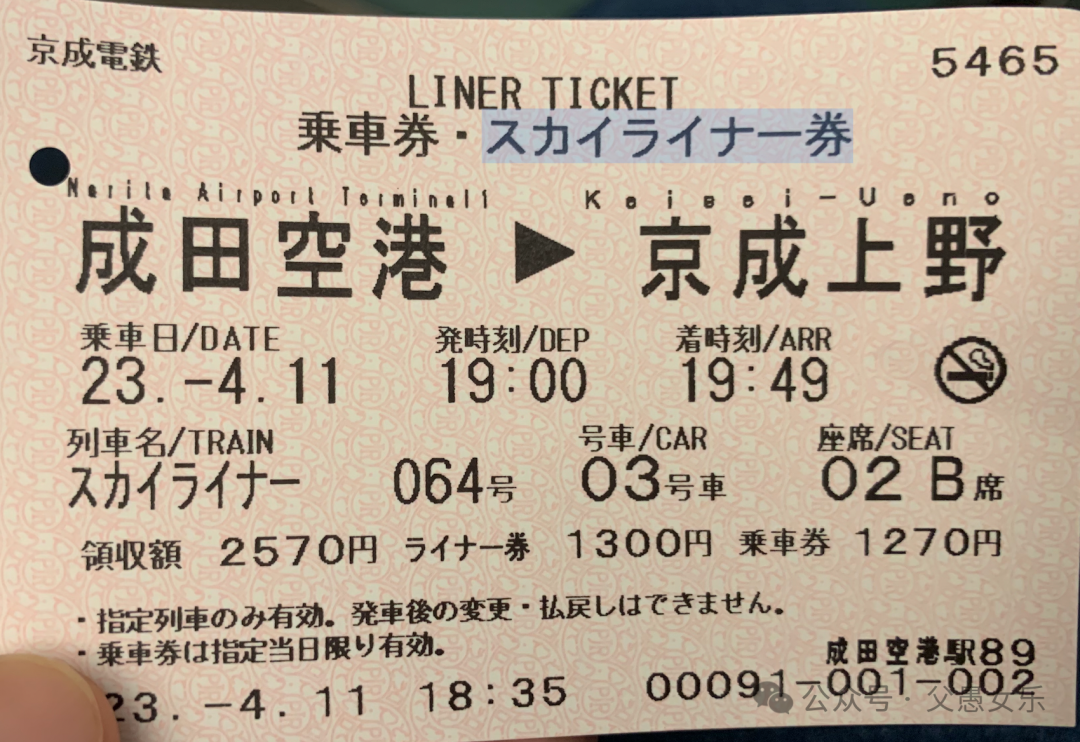 京成電鉄 5465
LINER TICKET
乗車券・スカイライナー券
Narita Airport Terminal1 Keisei-Ueno
成田空港 ▶ 京成上野
乗車日/DATE 発時刻/DEP 着時刻/ARR
23.-4.11 19:00 19:49
列車名/TRAIN 号車/CAR 座席/SEAT
スカイライナー 064号 03号車 02 B席
領収額 2570円 ライナー券 1300円 乗車券 1270円
・指定列車のみ有効。発車後の変更・払戻しはできません。
・乗車券は指定当日限り有効。
成田空港駅89
23.-4.11 18:35 00091-001-002
公众号・父愚女乐